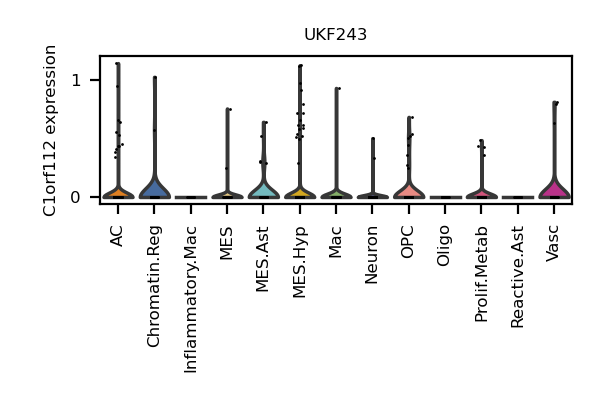 UKF243
C1orf112 expression
1
0
AC
Chromatin.Reg
Inflammatory.Mac
MES
MES.Ast
MES.Hyp
Mac
Neuron
OPC
Oligo
Prolif.Metab
Reactive.Ast
Vasc